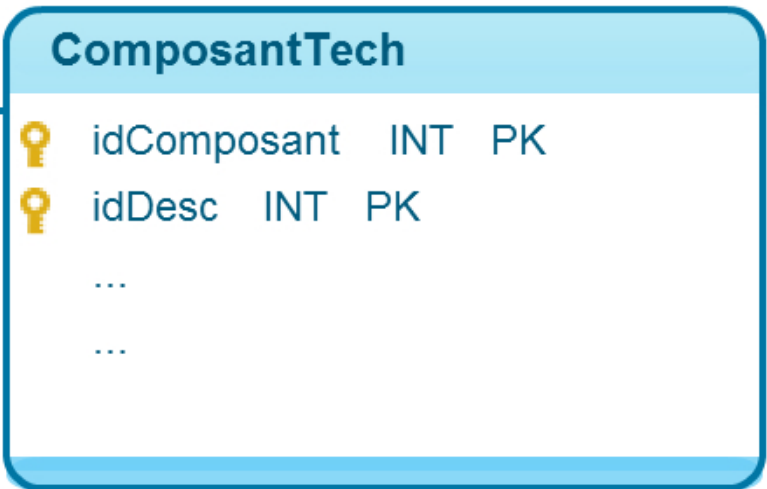 ComposantTech
idComposant INT PK
idDesc INT PK
...
...